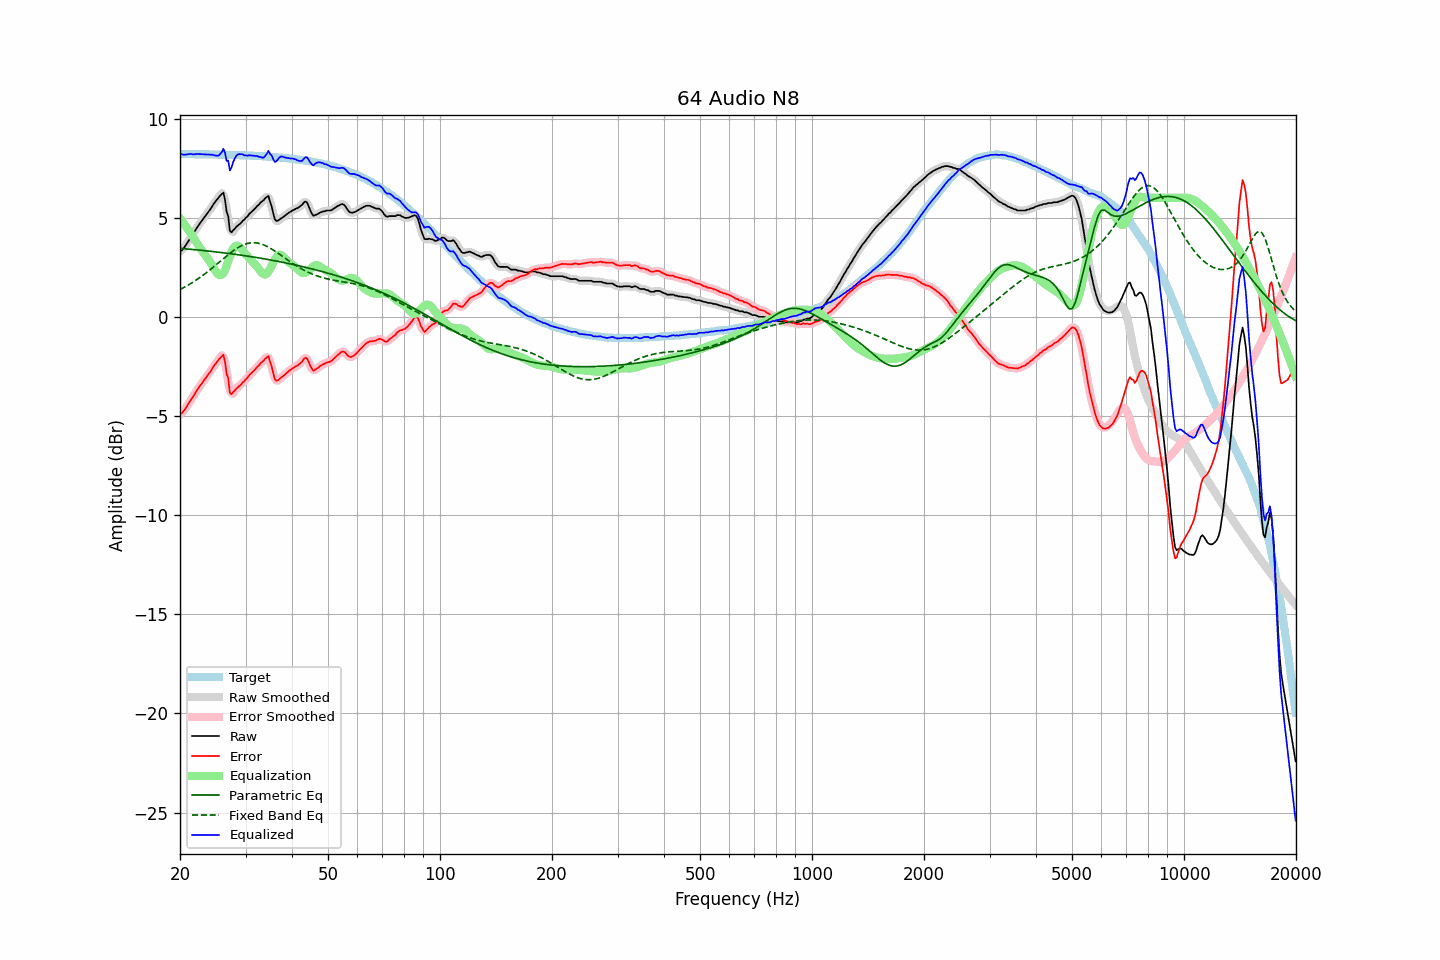 64 Audio N8
10
5
0
−5
−10
−15
−20
−25
Amplitude (dBr)
Target
Raw Smoothed
Error Smoothed
Raw
Error
Equalization
Parametric Eq
Fixed Band Eq
Equalized
20 50 100 200 500 1000 2000 5000 10000 20000
Frequency (Hz)